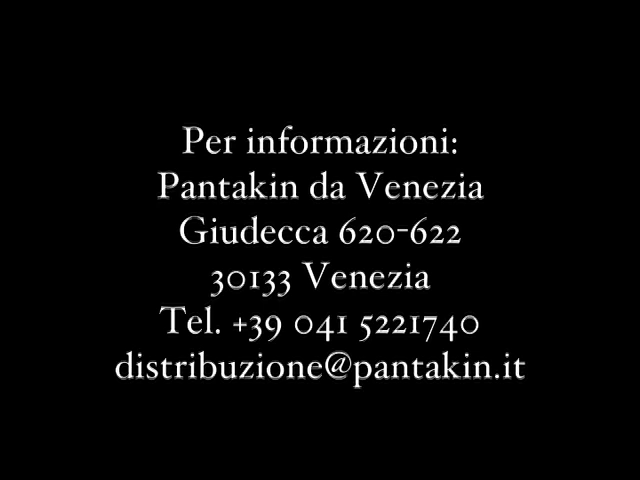 Per informazioni:
Pantakin da Venezia
Giudecca 620-622
30133 Venezia
Tel. +39 041 5221740
distribuzione@pantakin.it